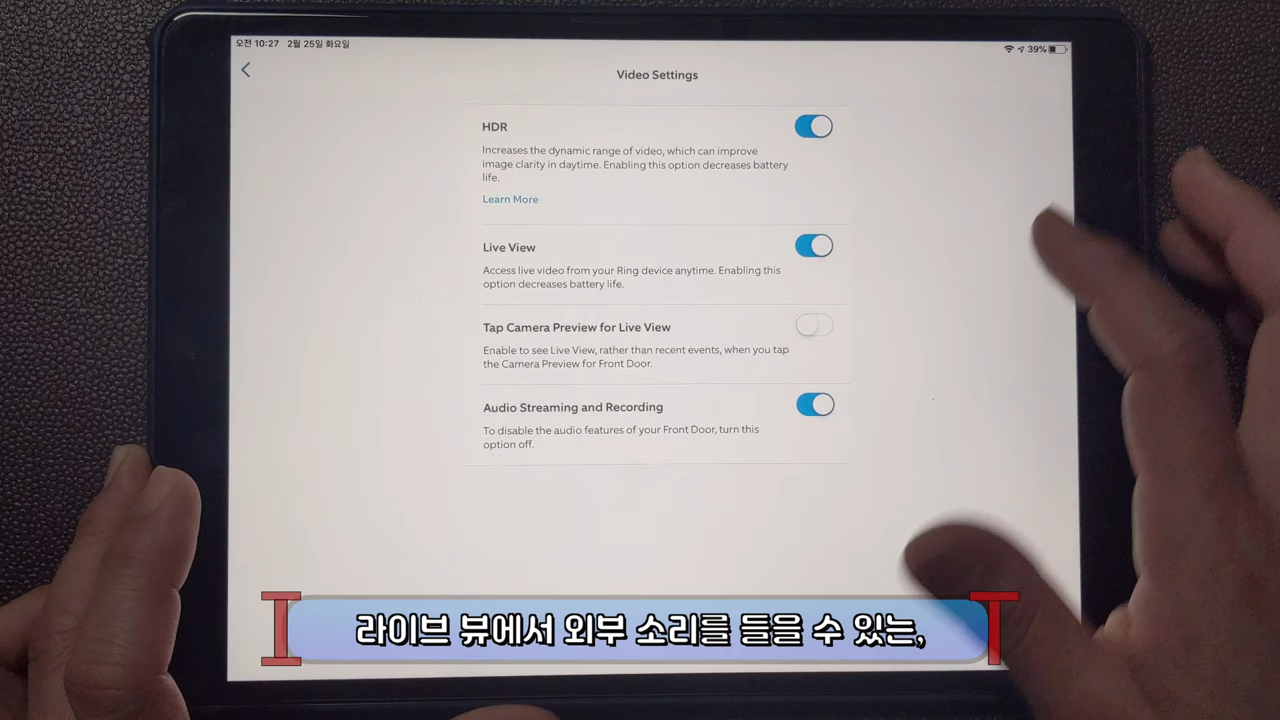 오전 10:27 2월 25일 화요일
39%
Video Settings
HDR
Increases the dynamic range of video, which can improve
image clarity in daytime. Enabling this option decreases battery
life.
Learn More
Live View
Access live video from your Ring device anytime. Enabling this
option decreases battery life.
Tap Camera Preview for Live View
Enable to see Live View, rather than recent events, when you tap
the Camera Preview for Front Door.
Audio Streaming and Recording
To disable the audio features of your Front Door, turn this
option off.
라이브 뷰에서 외부 소리를 들을 수 있는,